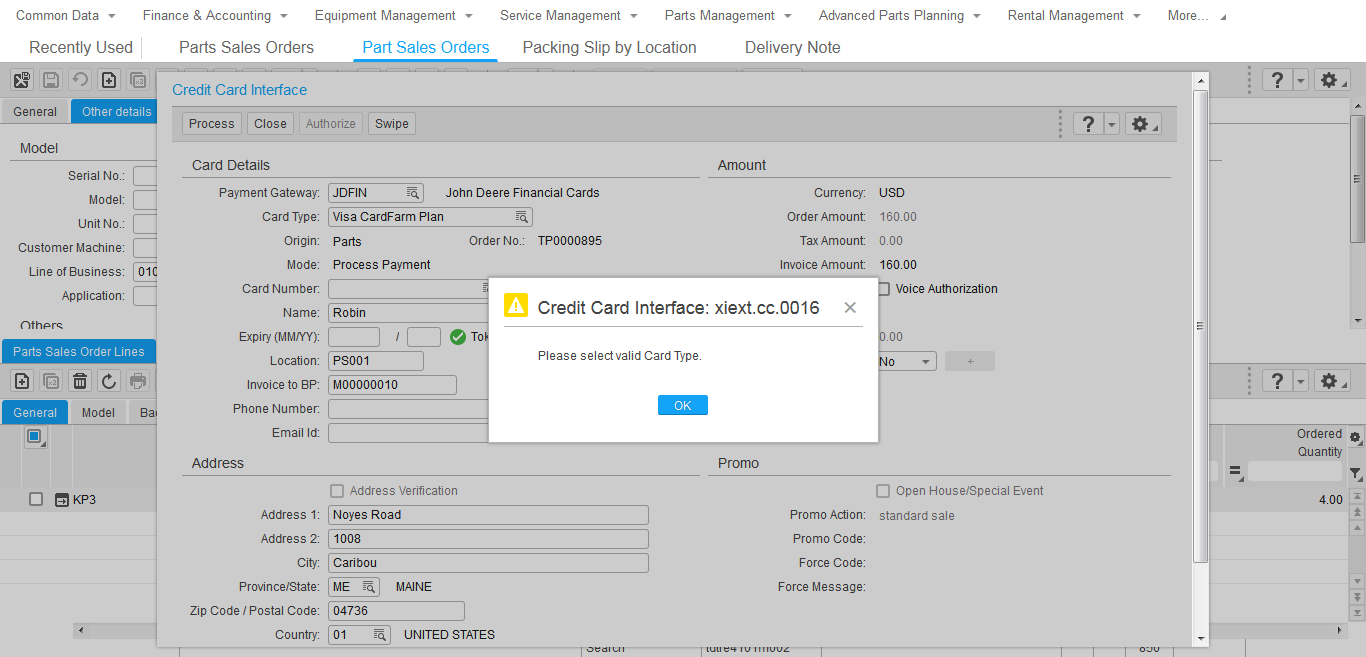 Common Data Finance & Accounting Equipment Management Service Management Parts Management Advanced Parts Planning Rental Management More...
Recently Used Parts Sales Orders Part Sales Orders Packing Slip by Location Delivery Note
Credit Card Interface
General Other details
Process Close Authorize Swipe
Model
Serial No.:
Model:
Unit No.:
Customer Machine:
Line of Business: 010
Application:
Others
Parts Sales Order Lines
General Model Ba
KP3
Card Details
Payment Gateway: JDFIN John Deere Financial Cards
Card Type: Visa CardFarm Plan
Origin: Parts Order No.: TP0000895
Mode: Process Payment
Card Number:
Name: Robin
Expiry (MM/YY): / Tok
Location: PS001
Invoice to BP: M00000010
Phone Number:
Email Id:
Amount
Currency: USD
Order Amount: 160.00
Tax Amount: 0.00
Invoice Amount: 160.00
Voice Authorization
0.00
No +
Credit Card Interface: xiext.cc.0016
Please select valid Card Type.
OK
Address
Address Verification
Address 1: Noyes Road
Address 2: 1008
City: Caribou
Province/State: ME MAINE
Zip Code / Postal Code: 04736
Country: 01 UNITED STATES
Promo
Open House/Special Event
Promo Action: standard sale
Promo Code:
Force Code:
Force Message:
Ordered
Quantity
=
4.00
Search 850